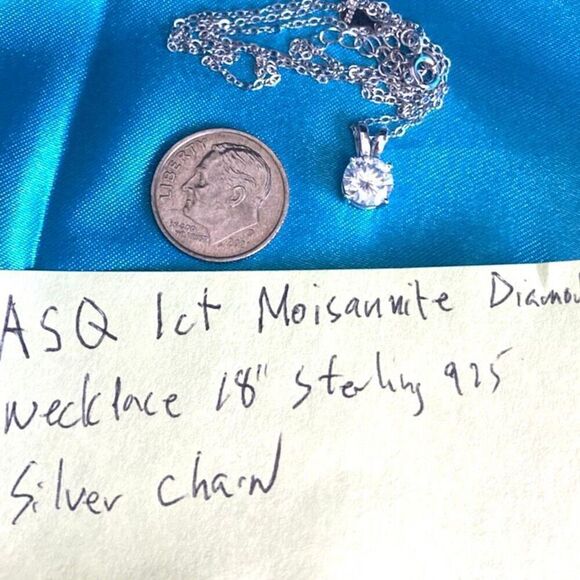 LIBERTY
ASQ 1ct Moisannite Diamon
Necklace 18" Sterling 925
Silver chain